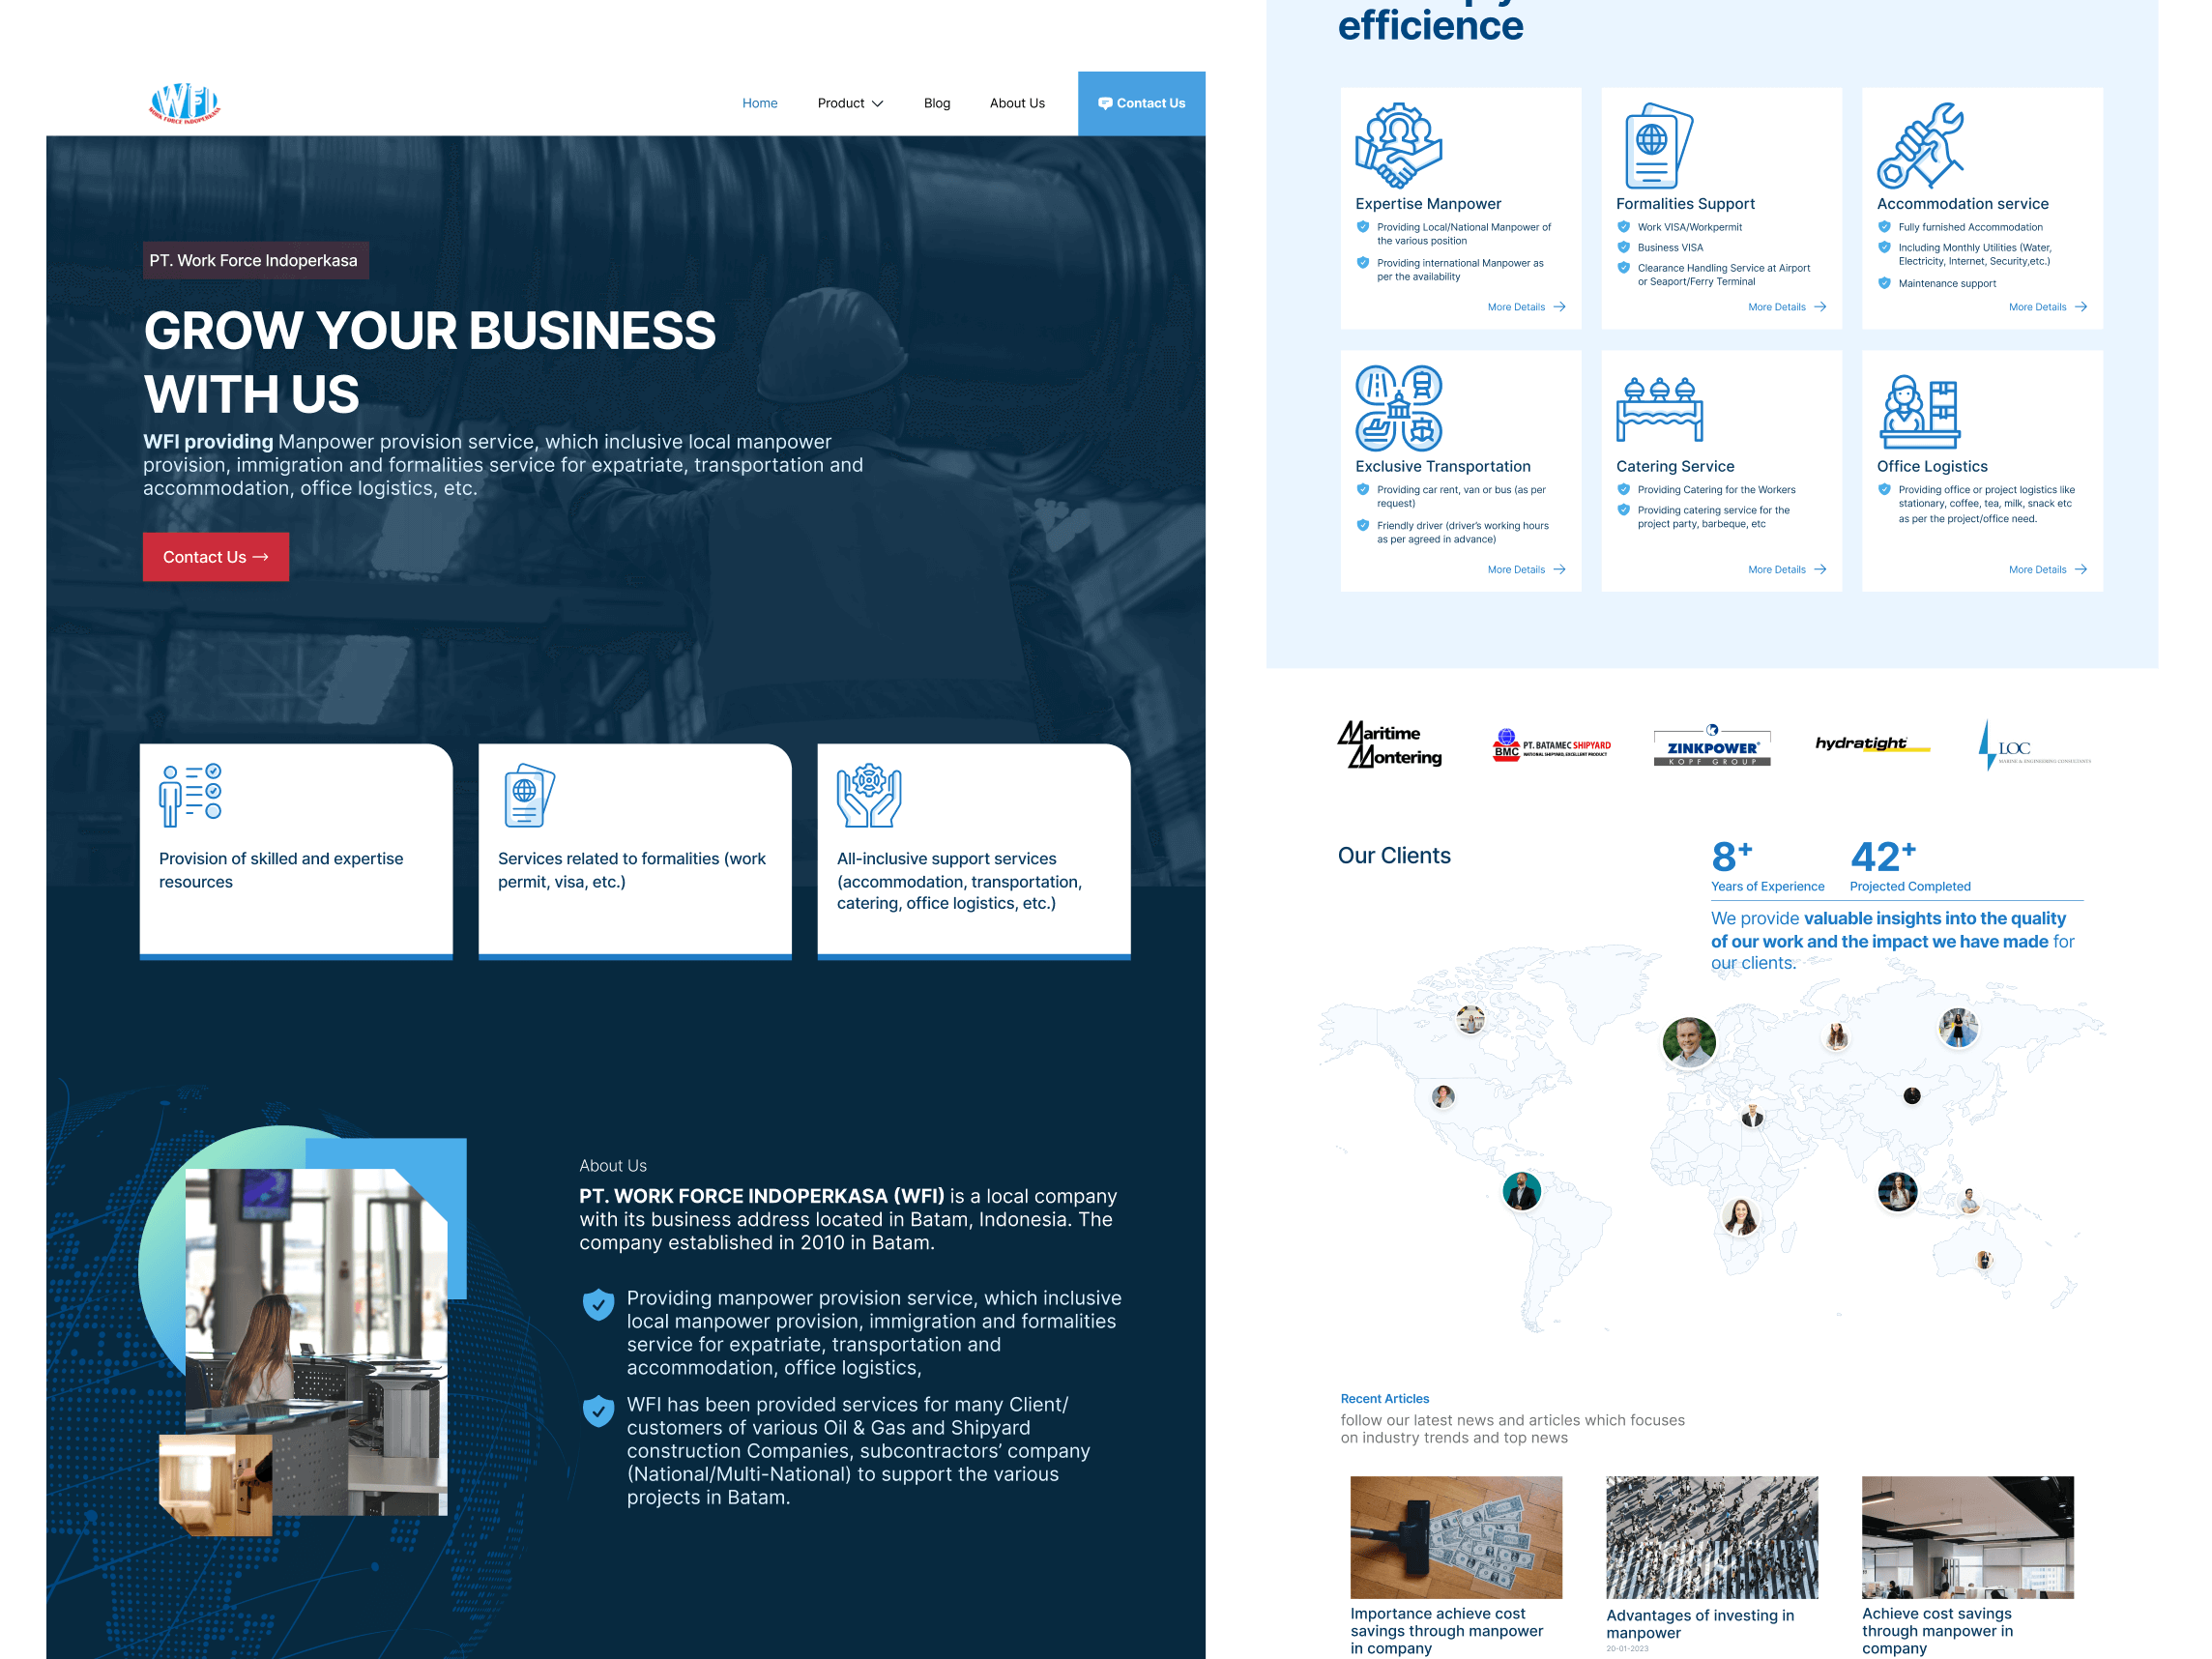 WFI
WORK FORCE INDOPERKASA
Home
Product
Blog
About Us
Contact Us
PT. Work Force Indoperkasa
GROW YOUR BUSINESS
WITH US
WFI providing Manpower provision service, which inclusive local manpower
provision, immigration and formalities service for expatriate, transportation and
accommodation, office logistics, etc.
Contact Us →
Provision of skilled and expertise
resources
Services related to formalities (work
permit, visa, etc.)
All-inclusive support services
(accommodation, transportation,
catering, office logistics, etc.)
About Us
PT. WORK FORCE INDOPERKASA (WFI) is a local company
with its business address located in Batam, Indonesia. The
company established in 2010 in Batam.
Providing manpower provision service, which inclusive
local manpower provision, immigration and formalities
service for expatriate, transportation and
accommodation, office logistics,
WFI has been provided services for many Client/
customers of various Oil & Gas and Shipyard
construction Companies, subcontractors’ company
(National/Multi-National) to support the various
projects in Batam.
efficience
Expertise Manpower
Providing Local/National Manpower of
the various position
Providing international Manpower as
per the availability
More Details →
Formalities Support
Work VISA/Workpermit
Business VISA
Clearance Handling Service at Airport
or Seaport/Ferry Terminal
More Details →
Accommodation service
Fully furnished Accommodation
Including Monthly Utilities (Water,
Electricity, Internet, Security,etc.)
Maintenance support
More Details →
Exclusive Transportation
Providing car rent, van or bus (as per
request)
Friendly driver (driver’s working hours
as per agreed in advance)
More Details →
Catering Service
Providing Catering for the Workers
Providing catering service for the
project party, barbeque, etc
More Details →
Office Logistics
Providing office or project logistics like
stationary, coffee, tea, milk, snack etc
as per the project/office need.
More Details →
Maritime
Montering
BMC
PT. BATAMEC SHIPYARD
NATIONAL SHIPYARD, EXCELLENT PRODUCT
ZINKPOWER
KOPF GROUP
hydratight
LOC
MARINE & ENGINEERING CONSULTANTS
Our Clients
8+
Years of Experience
42+
Projected Completed
We provide valuable insights into the quality
of our work and the impact we have made for
our clients.
Recent Articles
follow our latest news and articles which focuses
on industry trends and top news
Importance achieve cost
savings through manpower
in company
Advantages of investing in
manpower
20-01-2023
Achieve cost savings
through manpower in
company